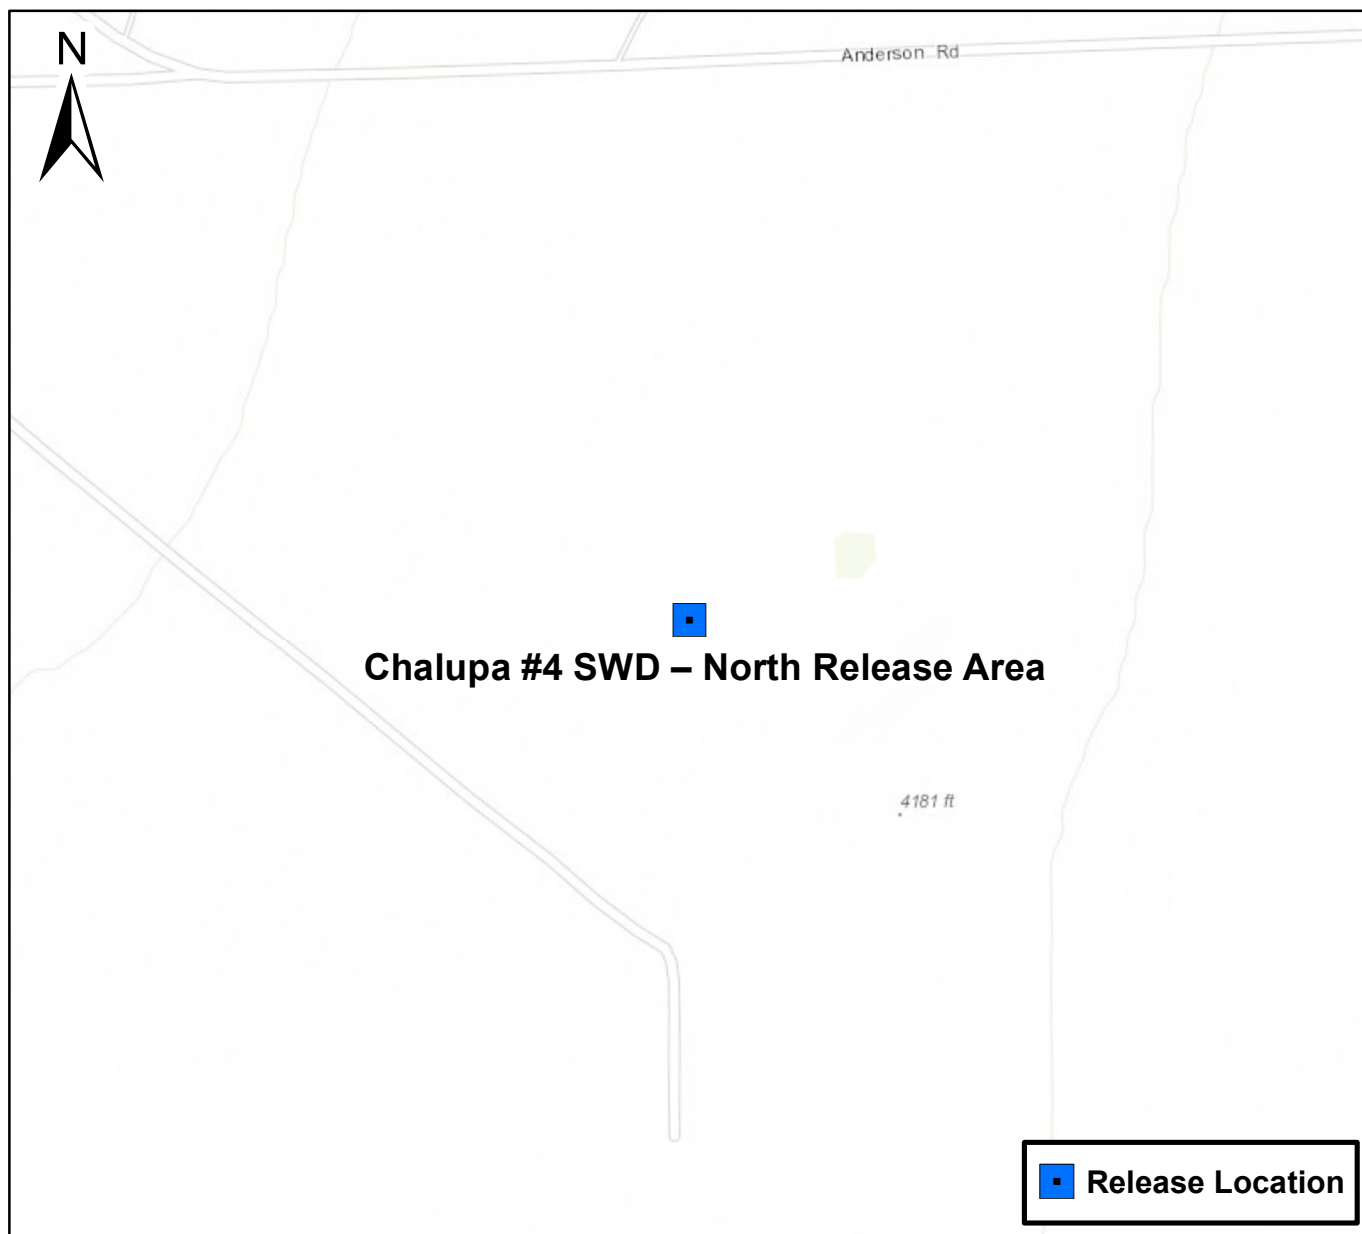 N
Anderson Rd
Chalupa #4 SWD – North Release Area
4181 ft
Release Location